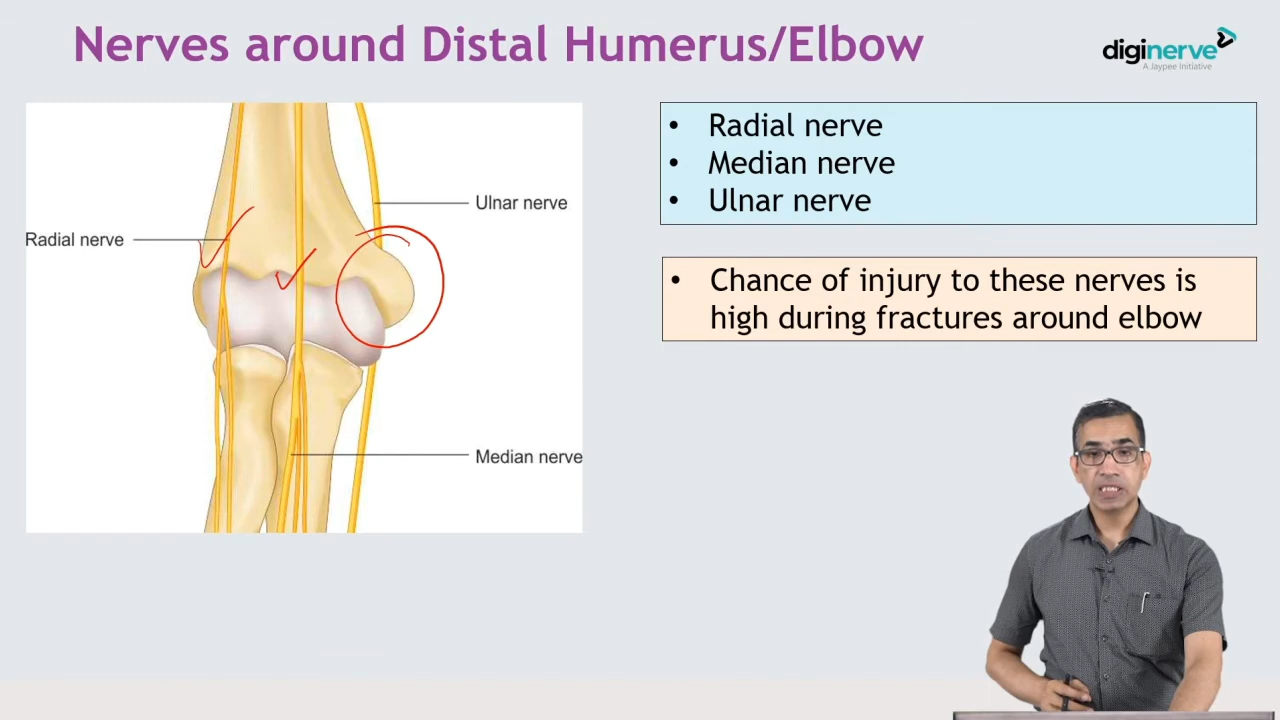 Nerves around Distal Humerus/Elbow
diginerve
A Jaypee Initiative
• Radial nerve
• Median nerve
• Ulnar nerve
Ulnar nerve
Radial nerve
• Chance of injury to these nerves is
high during fractures around elbow
Median nerve